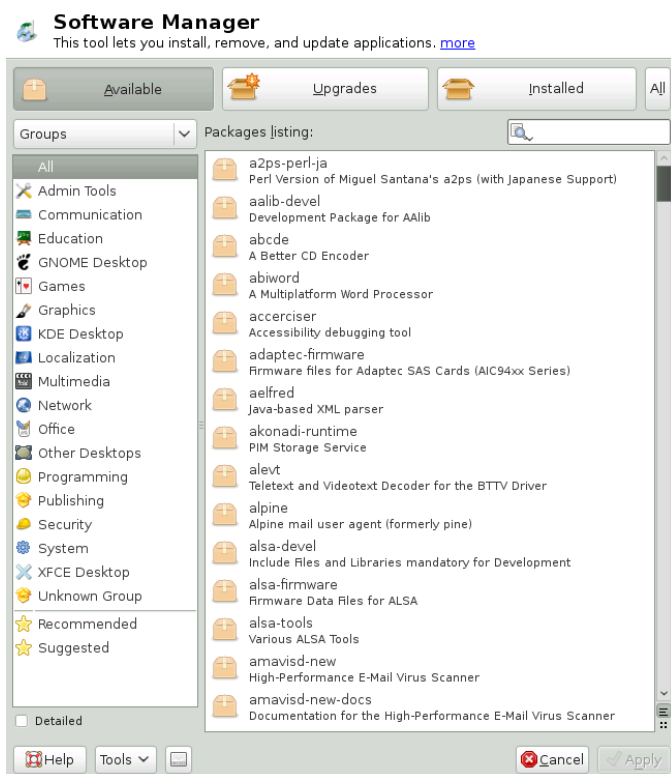 Software Manager
This tool lets you install, remove, and update applications. more
Available
Upgrades
Installed
All
Groups
Packages listing:
All
Admin Tools
Communication
Education
GNOME Desktop
Games
Graphics
KDE Desktop
Localization
Multimedia
Network
Office
Other Desktops
Programming
Publishing
Security
System
XFCE Desktop
Unknown Group
Recommended
Suggested
Detailed
a2ps-perl-ja
Perl Version of Miguel Santana's a2ps (with Japanese Support)
aalib-devel
Development Package for AAlib
abcde
A Better CD Encoder
abiword
A Multiplatform Word Processor
accerciser
Accessibility debugging tool
adaptec-firmware
Firmware files for Adaptec SAS Cards (AIC94xx Series)
aelfred
Java-based XML parser
akonadi-runtime
PIM Storage Service
alevt
Teletext and Videotext Decoder for the BTTV Driver
alpine
Alpine mail user agent (formerly pine)
alsa-devel
Include Files and Libraries mandatory for Development
alsa-firmware
Firmware Data Files for ALSA
alsa-tools
Various ALSA Tools
amavisd-new
High-Performance E-Mail Virus Scanner
amavisd-new-docs
Documentation for the High-Performance E-Mail Virus Scanner
Help
Tools
Cancel
Apply